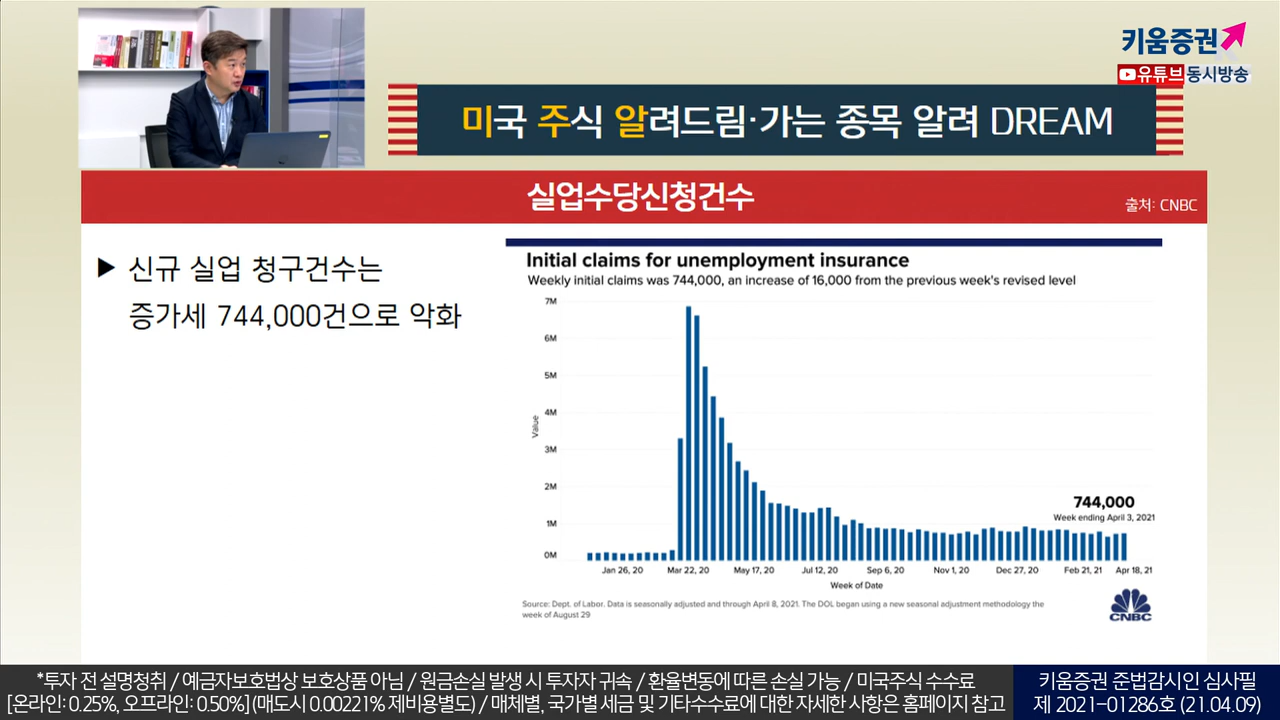 키움증권
유튜브 동시방송
미국 주식 알려드림·가는 종목 알려 DREAM
실업수당신청건수
출처: CNBC
▶ 신규 실업 청구건수는
증가세 744,000건으로 악화
Initial claims for unemployment insurance
Weekly initial claims was 744,000, an increase of 16,000 from the previous week's revised level
7M
6M
5M
4M
3M
2M
1M
0M
Value
744,000
Week ending April 3, 2021
Jan 26, 20 Mar 22, 20 May 17, 20 Jul 12, 20 Sep 6, 20 Nov 1, 20 Dec 27, 20 Feb 21, 21 Apr 18, 21
Week of Date
Source: Dept. of Labor. Data is seasonally adjusted and through April 8, 2021. The DOL began using a new seasonal adjustment methodology the
week of August 29
CNBC
*투자 전 설명청취 / 예금자보호법상 보호상품 아님 / 원금손실 발생 시 투자자 귀속 / 환율변동에 따른 손실 가능 / 미국주식 수수료
[온라인: 0.25%, 오프라인: 0.50%] (매도시 0.00221% 제비용별도) / 매체별, 국가별 세금 및 기타수수료에 대한 자세한 사항은 홈페이지 참고
키움증권 준법감시인 심사필
제 2021-01286호 (21.04.09)